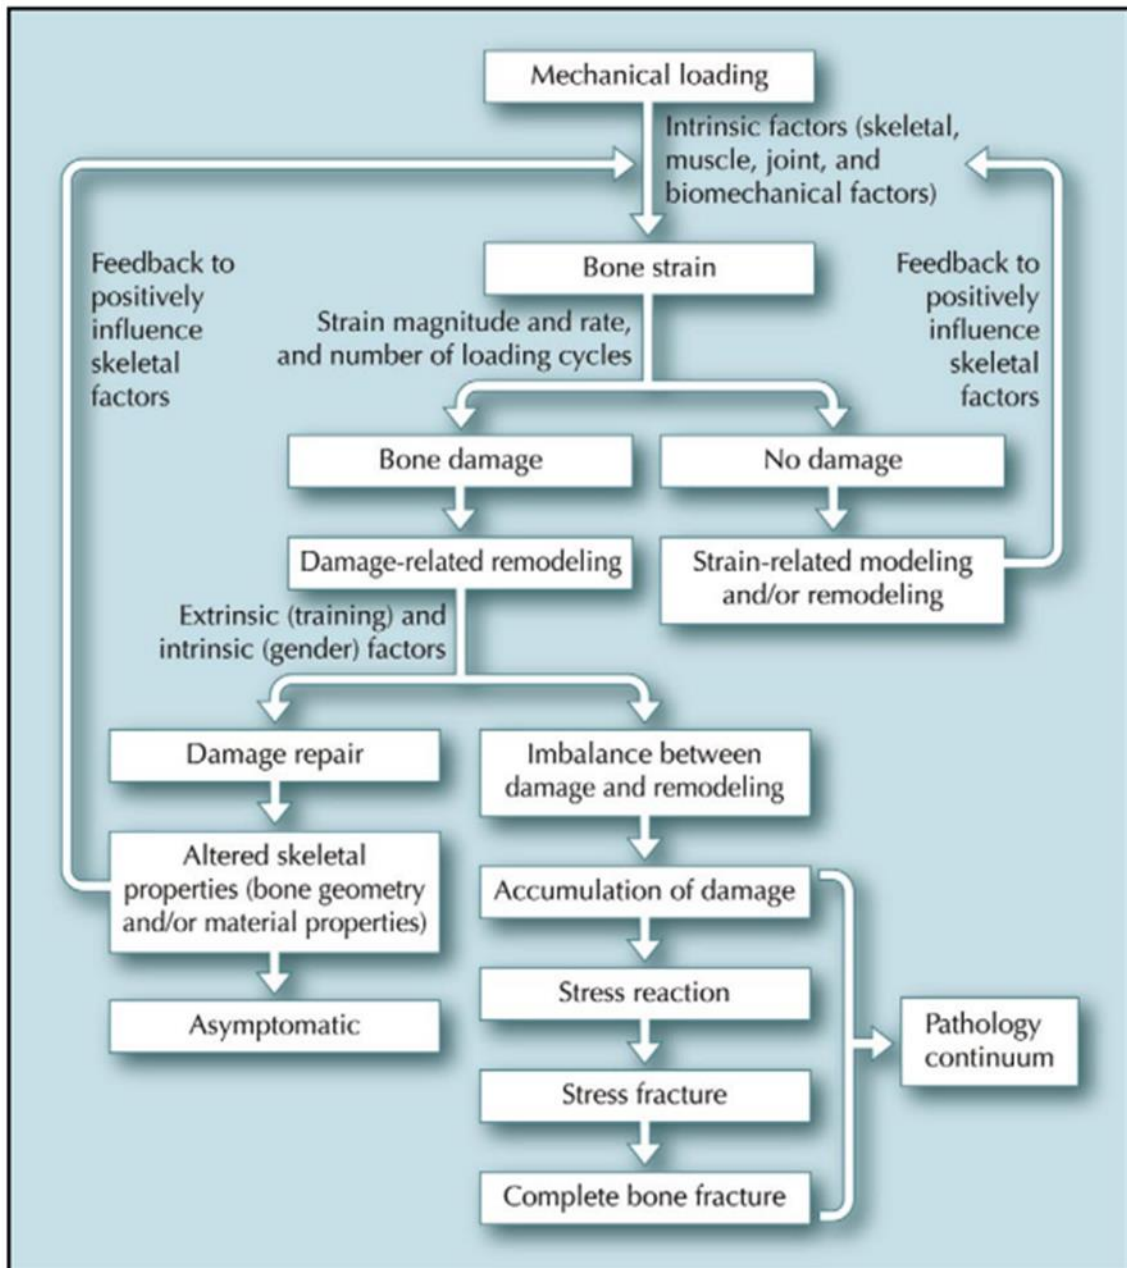 Mechanical loading
Intrinsic factors (skeletal,
muscle, joint, and
biomechanical factors)
Bone strain
Feedback to
positively
influence
skeletal
factors
Feedback to
positively
influence
skeletal
factors
Strain magnitude and rate,
and number of loading cycles
Bone damage
No damage
Damage-related remodeling
Strain-related modeling
and/or remodeling
Extrinsic (training) and
intrinsic (gender) factors
Damage repair
Imbalance between
damage and remodeling
Altered skeletal
properties (bone geometry
and/or material properties)
Accumulation of damage
Stress reaction
Asymptomatic
Pathology
continuum
Stress fracture
Complete bone fracture